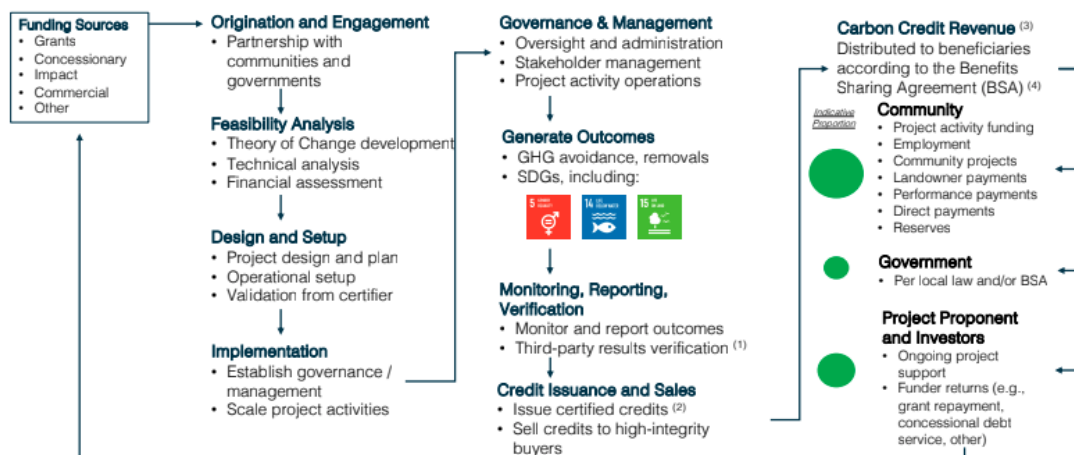 Funding Sources
• Grants
• Concessionary
• Impact
• Commercial
• Other
Origination and Engagement
• Partnership with
communities and
governments
Feasibility Analysis
• Theory of Change development
• Technical analysis
• Financial assessment
Design and Setup
• Project design and plan
• Operational setup
• Validation from certifier
Implementation
• Establish governance /
management
• Scale project activities
Governance & Management
• Oversight and administration
• Stakeholder management
• Project activity operations
Generate Outcomes
• GHG avoidance, removals
• SDGs, including:
5
14
15
Monitoring, Reporting,
Verification
• Monitor and report outcomes
• Third-party results verification (1)
Credit Issuance and Sales
• Issue certified credits (2)
• Sell credits to high-integrity
buyers
Carbon Credit Revenue (3)
Distributed to beneficiaries
according to the Benefits
Sharing Agreement (BSA) (4)
Indicative
Proportion
Community
• Project activity funding
• Employment
• Community projects
• Landowner payments
• Performance payments
• Direct payments
• Reserves
Government
• Per local law and/or BSA
Project Proponent
and Investors
• Ongoing project
support
• Funder returns (e.g.,
grant repayment,
concessional debt
service, other)